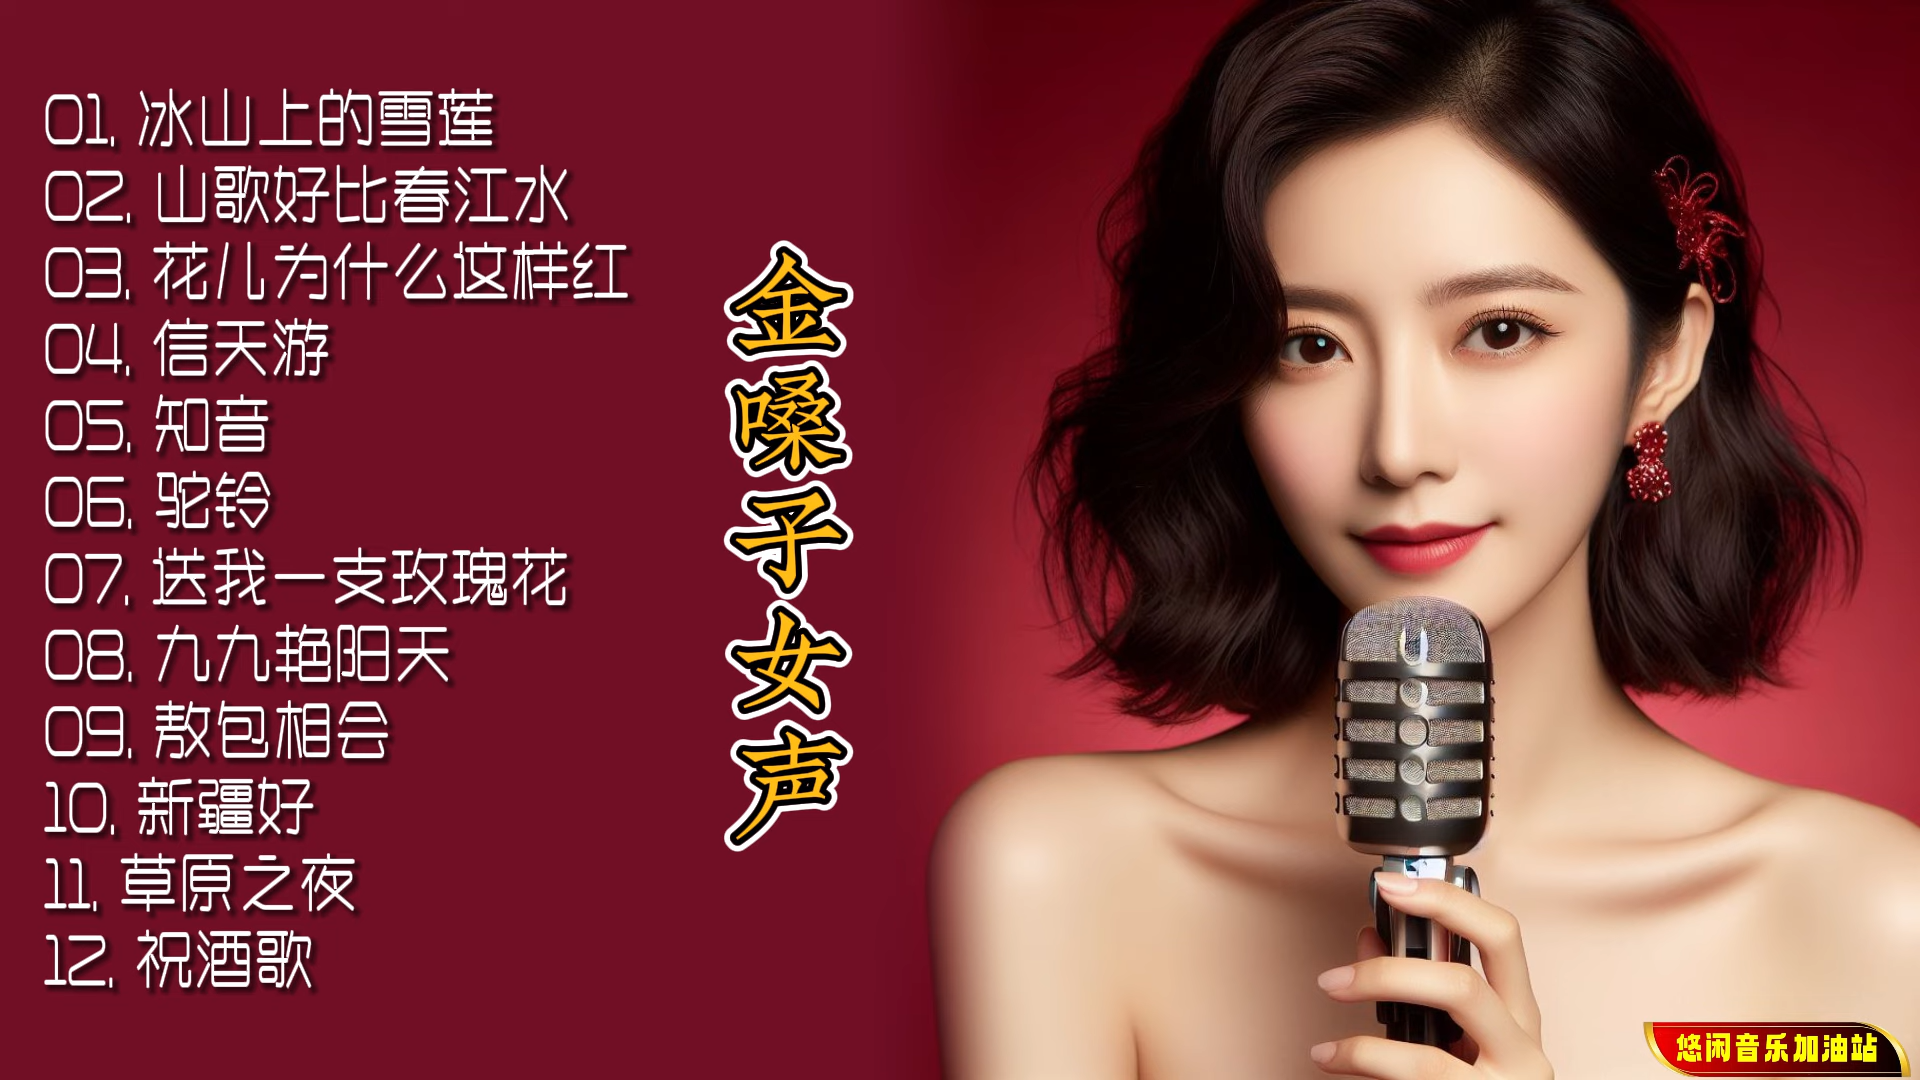 01. 冰山上的雪莲
02. 山歌好比春江水
03. 花儿为什么这样红
04. 信天游
05. 知音
06. 驼铃
07. 送我一支玫瑰花
08. 九九艳阳天
09. 敖包相会
10. 新疆好
11. 草原之夜
12. 祝酒歌
金嗓子女声
悠闲音乐加油站